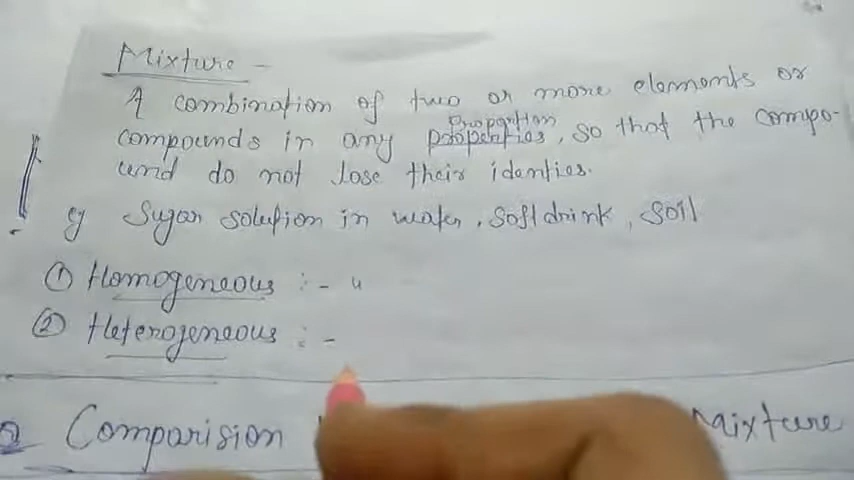 Mixture -
A combination of two or more elements or
Proportion
compounds in any properties, so that the compo-
und do not lose their identies.
eg Sugar solution in water, soft drink, soil
① Homogeneous :- "
② Heterogeneous :-
Comparision Mixture